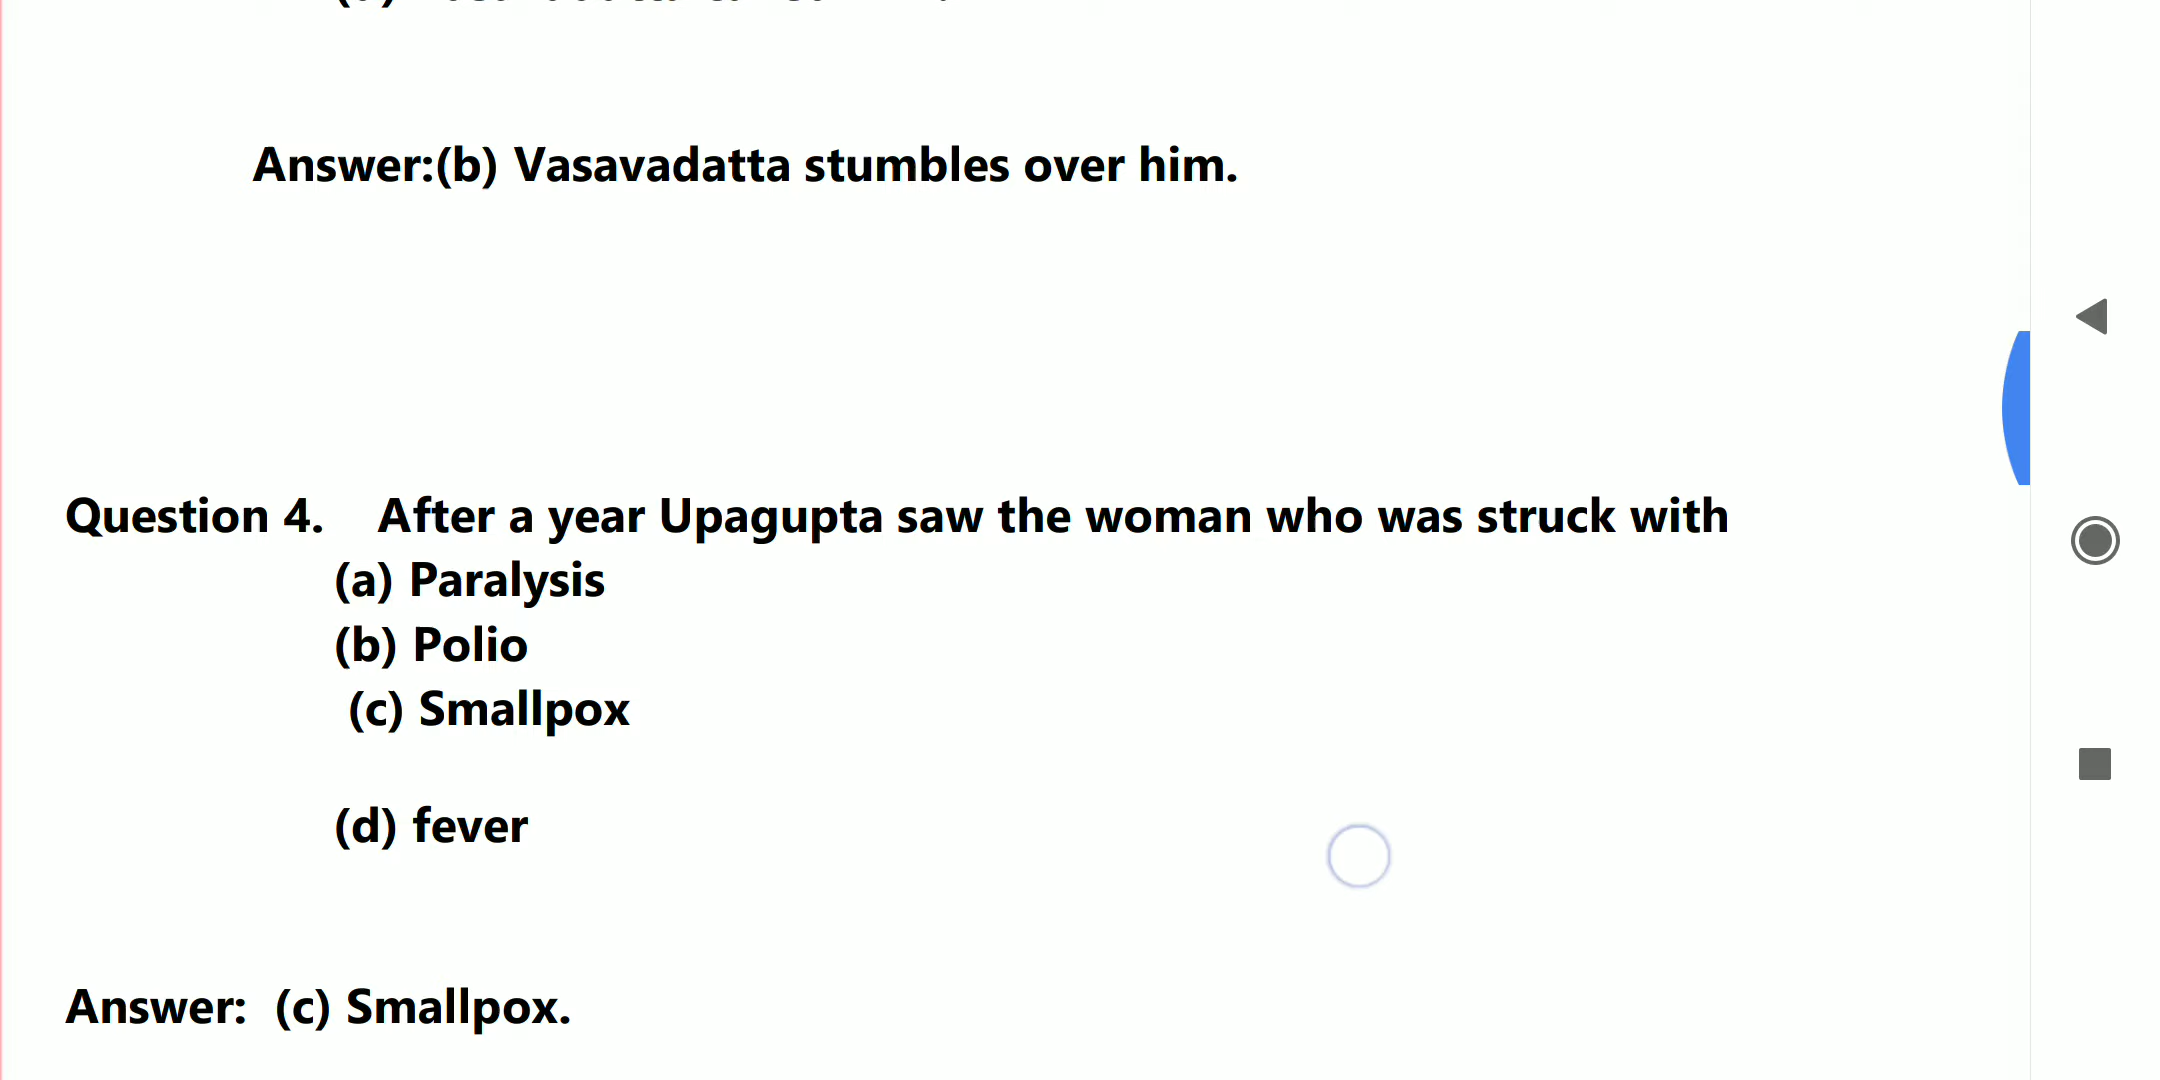 Answer:(b) Vasavadatta stumbles over him.
Question 4. After a year Upagupta saw the woman who was struck with
(a) Paralysis
(b) Polio
(c) Smallpox
(d) fever
Answer: (c) Smallpox.